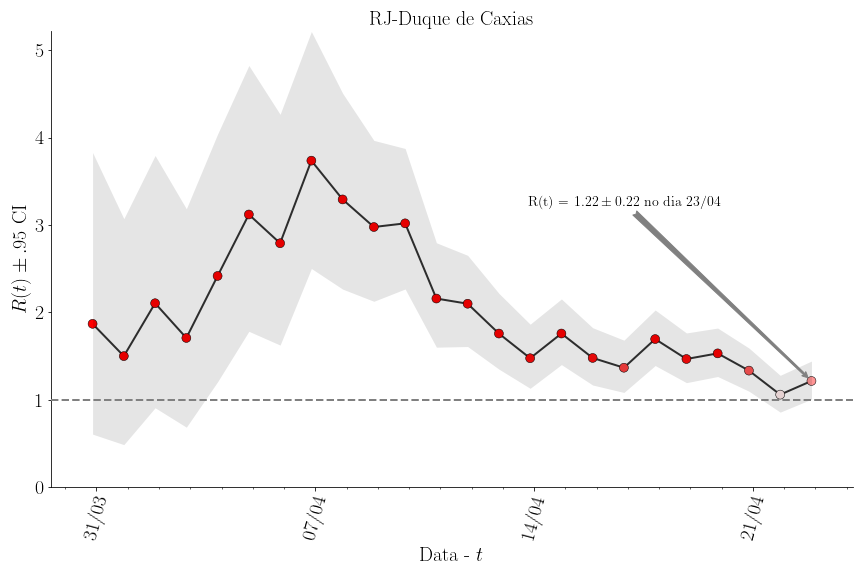 RJ-Duque de Caxias
5
4
3
2
1
0
R(t) ± .95 CI
R(t) = 1.22 ± 0.22 no dia 23/04
31/03
07/04
14/04
21/04
Data - t